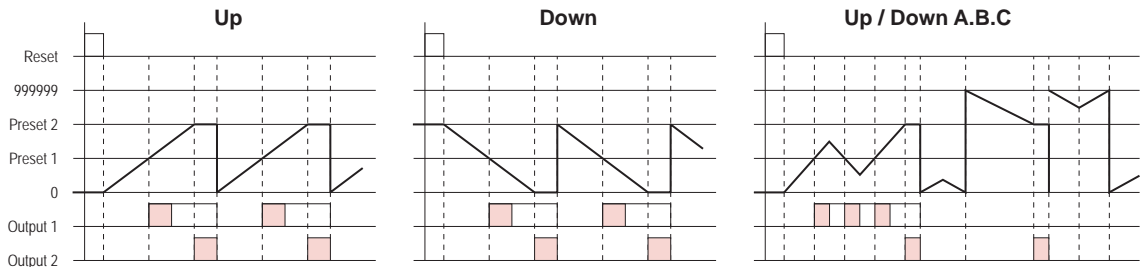 Up
Down
Up / Down A.B.C
Reset
999999
Preset 2
Preset 1
0
Output 1
Output 2